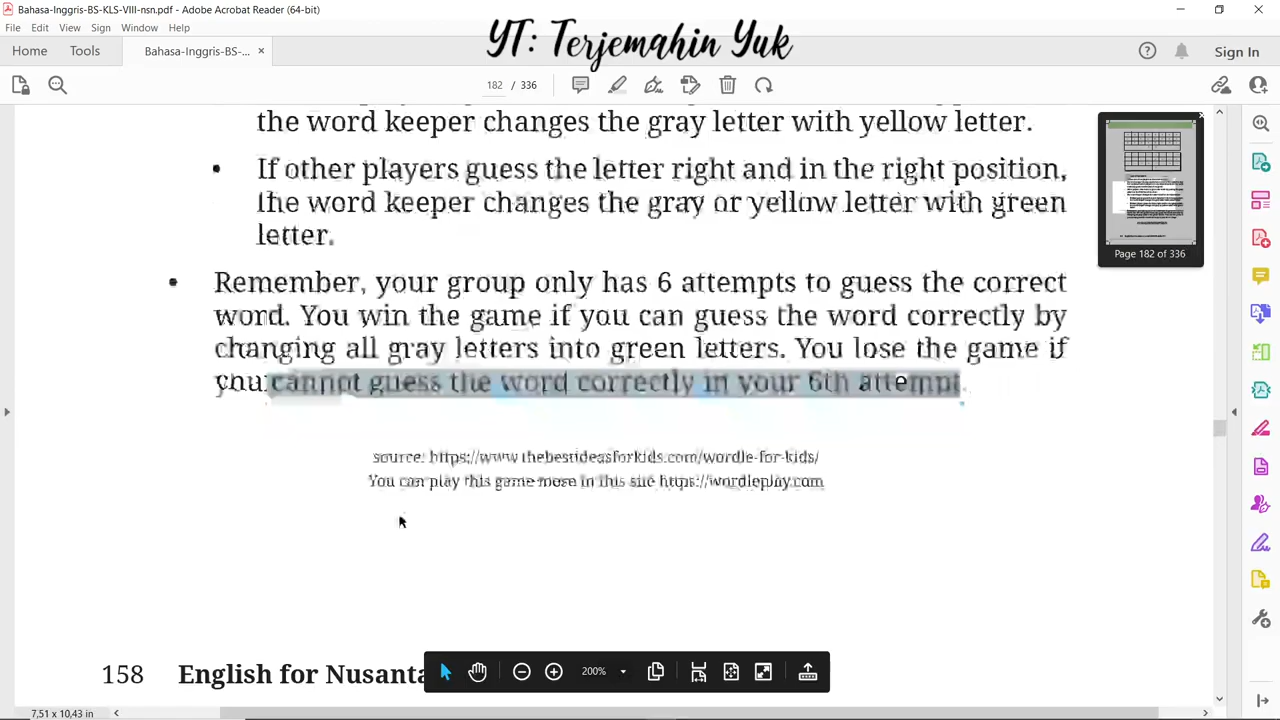 Bahasa-Inggris-BS-KLS-VIII-nsn.pdf - Adobe Acrobat Reader (64-bit)
YT: Terjemahin Yuk
File Edit View Sign Window Help
Home Tools Bahasa-Inggris-BS-... × Sign In
182 / 336
the word keeper changes the gray letter with yellow letter.
• If other players guess the letter right and in the right position,
the word keeper changes the gray or yellow letter with green
letter.
• Remember, your group only has 6 attempts to guess the correct
word. You win the game if you can guess the word correctly by
changing all gray letters into green letters. You lose the game if
cannot guess the word correctly in your 6th attempt.
source: https://www.thebestideasforkids.com/wordle-for-kids/
You can play this game more in this site https://wordleplay.com
Page 182 of 336
158 English for Nusanta
200%
7,51 x 10,43 in